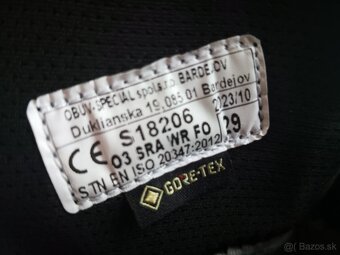 OBUV-ŠPECIÁL spol. s r.o. BARDEJOV
Duklianska 19, 085 01 Bardejov
CE S18206 2023/10
O3 SRA WR FO 29
STN EN ISO 20347:2012
GORE-TEX
© Bazos.sk